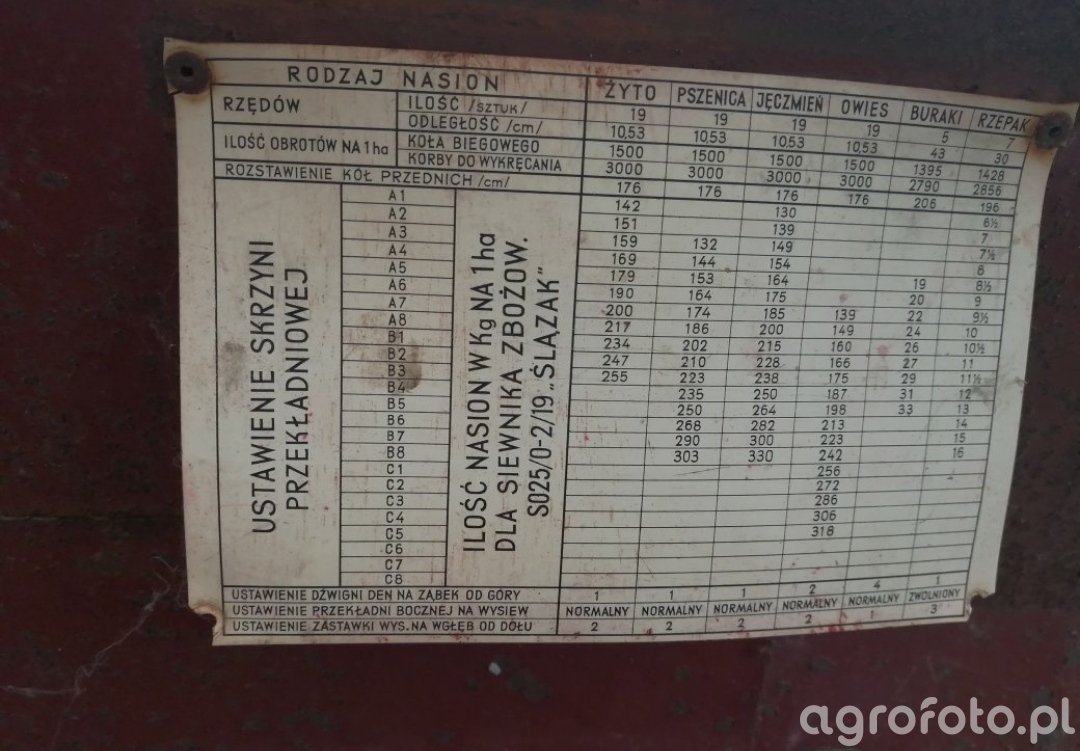 RODZAJ NASION ŻYTO PSZENICA JĘCZMIEŃ OWIES BURAKI RZEPAK
RZĘDÓW ILOŚĆ /SZTUK/ 19 19 19 19 5 7
ODLEGŁOŚĆ /cm/ 10,53 10,53 10,53 10,53 43 30
ILOŚĆ OBROTÓW NA 1 ha KOŁA BIEGOWEGO 1500 1500 1500 1500 1395 1428
KORBY DO WYKRĘCANIA 3000 3000 3000 3000 2790 2856
ROZSTAWIENIE KÓŁ PRZEDNICH /cm/ 176 176 176 176 206 196
USTAWIENIE SKRZYNI
PRZEKŁADNIOWEJ
ILOŚĆ NASION W Kg NA 1 ha
DLA SIEWNIKA ZBOŻOW.
S025/0-2/19 „ŚLĄZAK"
A1 142 130 6½
A2 151 139 7
A3 159 132 149 7½
A4 169 144 154 8
A5 179 153 164 19 8½
A6 190 164 175 20 9
A7 200 174 185 139 22 9½
A8 217 186 200 149 24 10
B1 234 202 215 160 26 10½
B2 247 210 228 166 27 11
B3 255 223 238 175 29 11½
B4 235 250 187 31 12
B5 250 264 198 33 13
B6 268 282 213 14
B7 290 300 223 15
B8 303 330 242 16
C1 256
C2 272
C3 286
C4 306
C5 318
C6
C7
C8
USTAWIENIE DŹWIGNI DEN NA ZĄBEK OD GÓRY 1 1 1 2 4 1
USTAWIENIE PRZEKŁADNI BOCZNEJ NA WYSIEW NORMALNY NORMALNY NORMALNY NORMALNY NORMALNY ZWOLNIONY
USTAWIENIE ZASTAWKI WYS. NA WGŁĘB OD DOŁU 2 2 2 2 1 3
agrofoto.pl